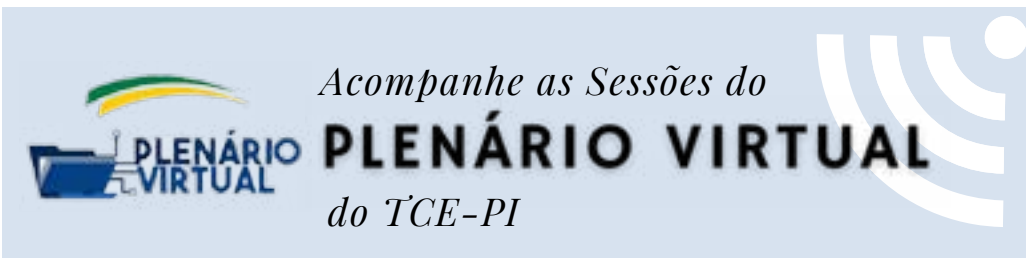 PLENÁRIO
VIRTUAL
Acompanhe as Sessões do
PLENÁRIO VIRTUAL
do TCE-PI